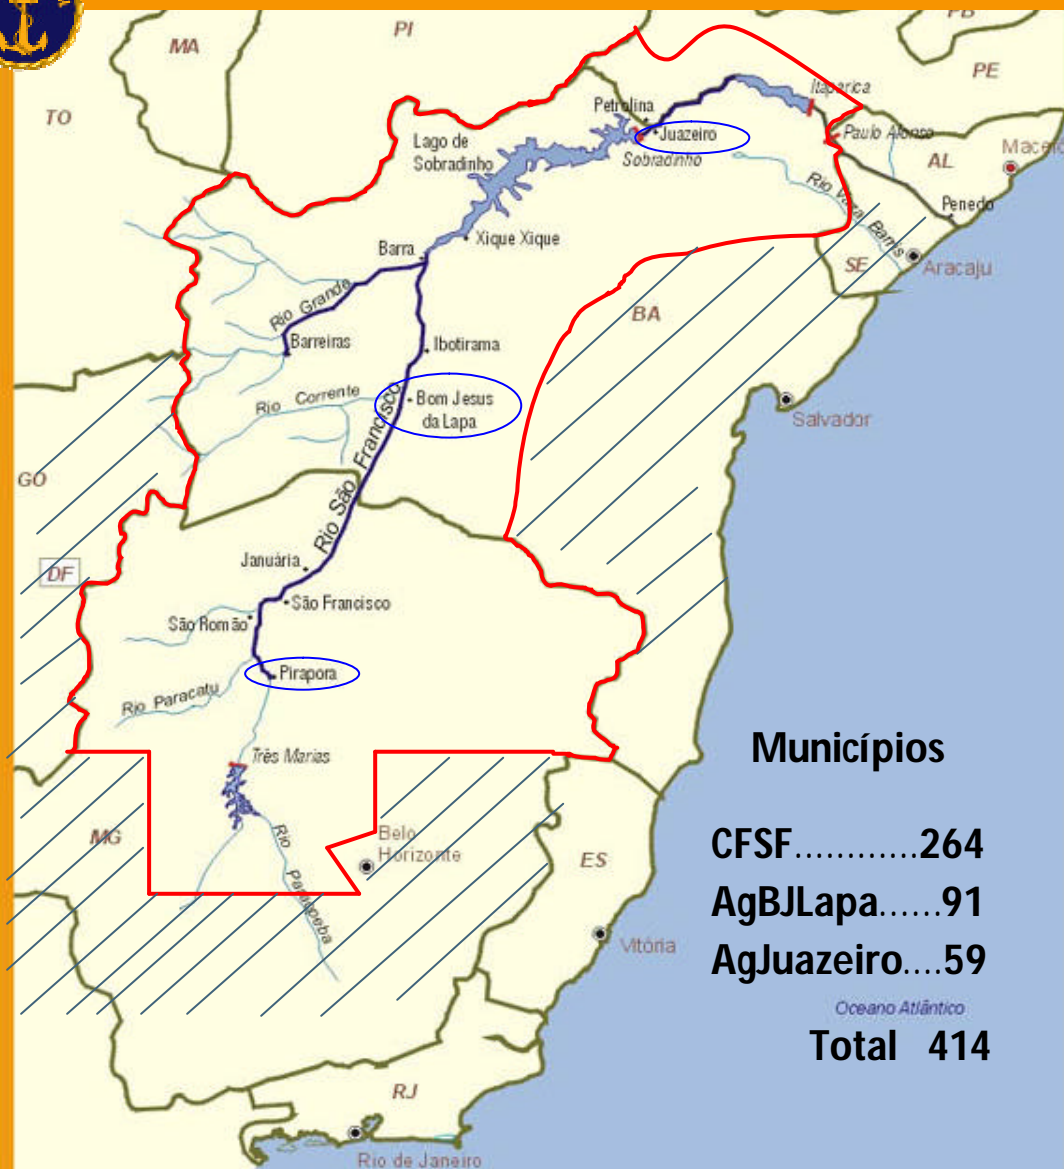 PI
PB
MA
PE
TO
Itaparica
Petrolina
Juazeiro
Paulo Afonso
Lago de
Sobradinho
Sobradinho
AL
Maceió
Rio Vaza Barris
Penedo
Xique Xique
Barra
SE
Aracaju
Rio Grande
BA
Barreiras
Ibotirama
Rio Corrente
Bom Jesus
da Lapa
Salvador
GO
Rio São Francisco
DF
Januária
São Francisco
São Romão
Pirapora
Rio Paracatu
Três Marias
Municípios
MG
Rio Paraopeba
Belo
Horizonte
ES
CFSF............264
AgBJLapa......91
Vitória
AgJuazeiro....59
Oceano Atlântico
Total 414
RJ
Rio de Janeiro